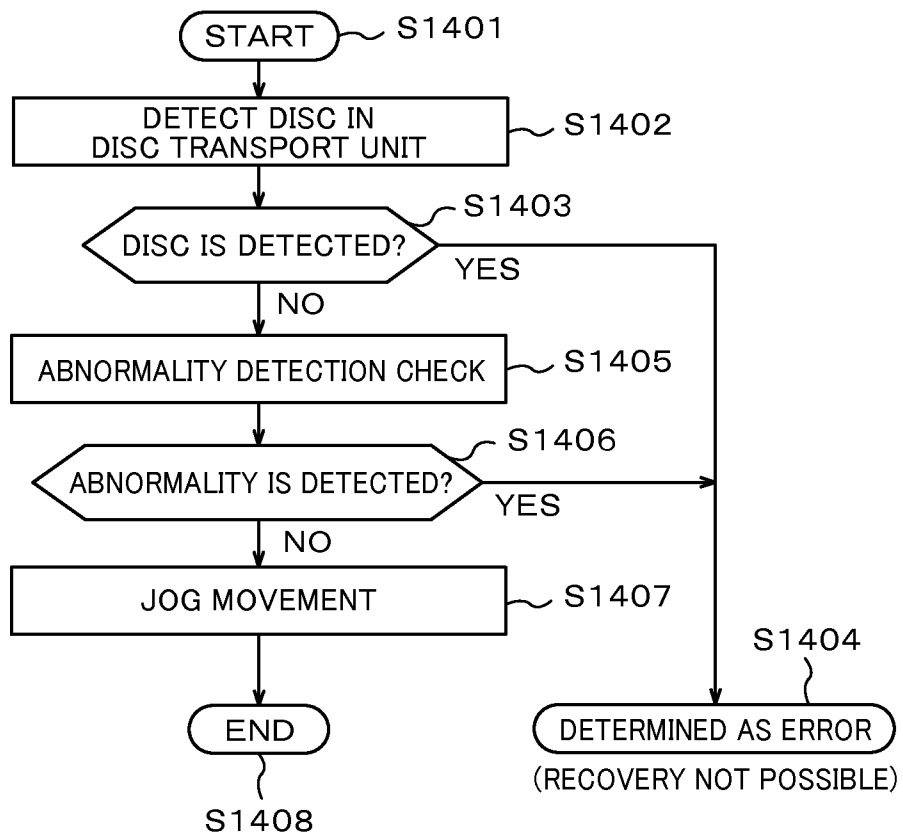 START
S1401
DETECT DISC IN
DISC TRANSPORT UNIT
S1402
S1403
DISC IS DETECTED?
YES
NO
ABNORMALITY DETECTION CHECK
S1405
S1406
ABNORMALITY IS DETECTED?
YES
NO
JOG MOVEMENT
S1407
S1404
END
DETERMINED AS ERROR
(RECOVERY NOT POSSIBLE)
S1408